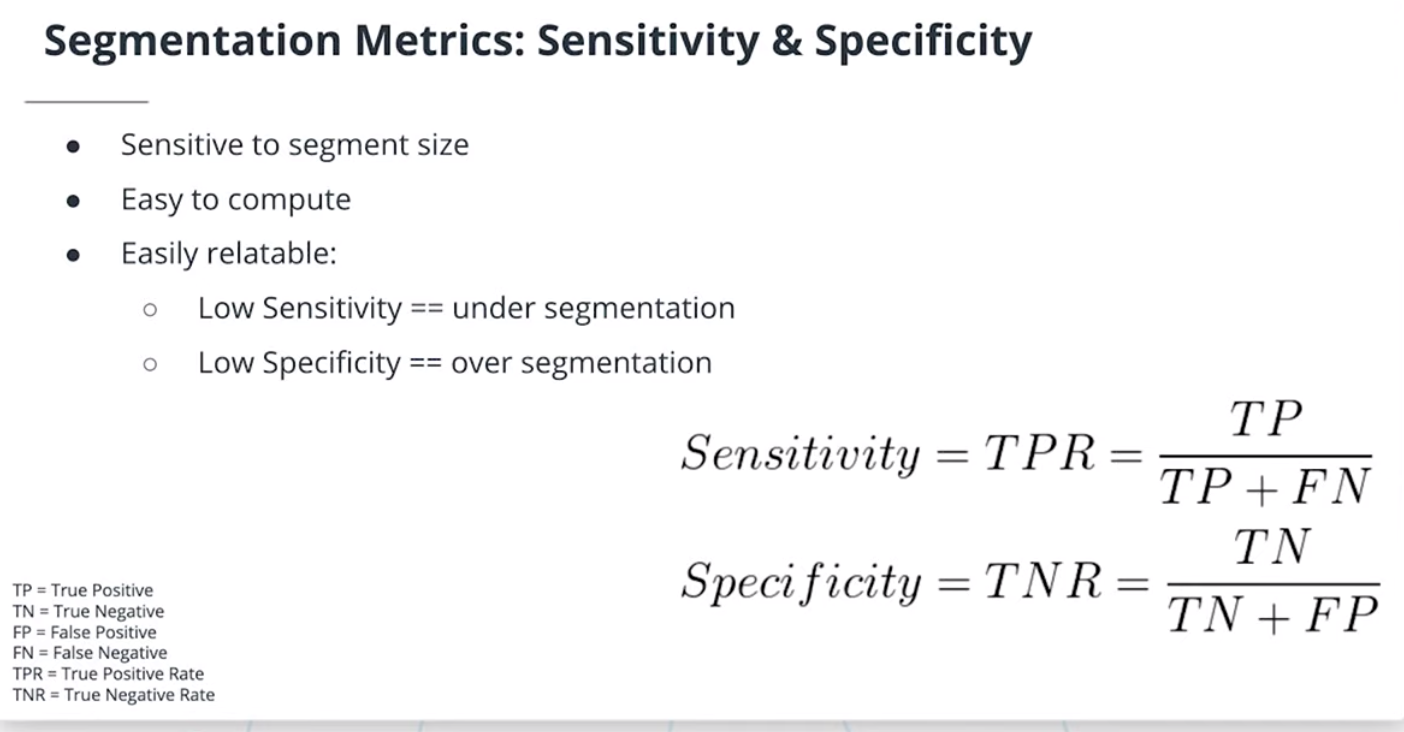 Segmentation Metrics: Sensitivity & Specificity
● Sensitive to segment size
● Easy to compute
● Easily relatable:
○ Low Sensitivity == under segmentation
○ Low Specificity == over segmentation
Sensitivity = TPR = TP / TP + FN
Specificity = TNR = TN / TN + FP
TP = True Positive
TN = True Negative
FP = False Positive
FN = False Negative
TPR = True Positive Rate
TNR = True Negative Rate